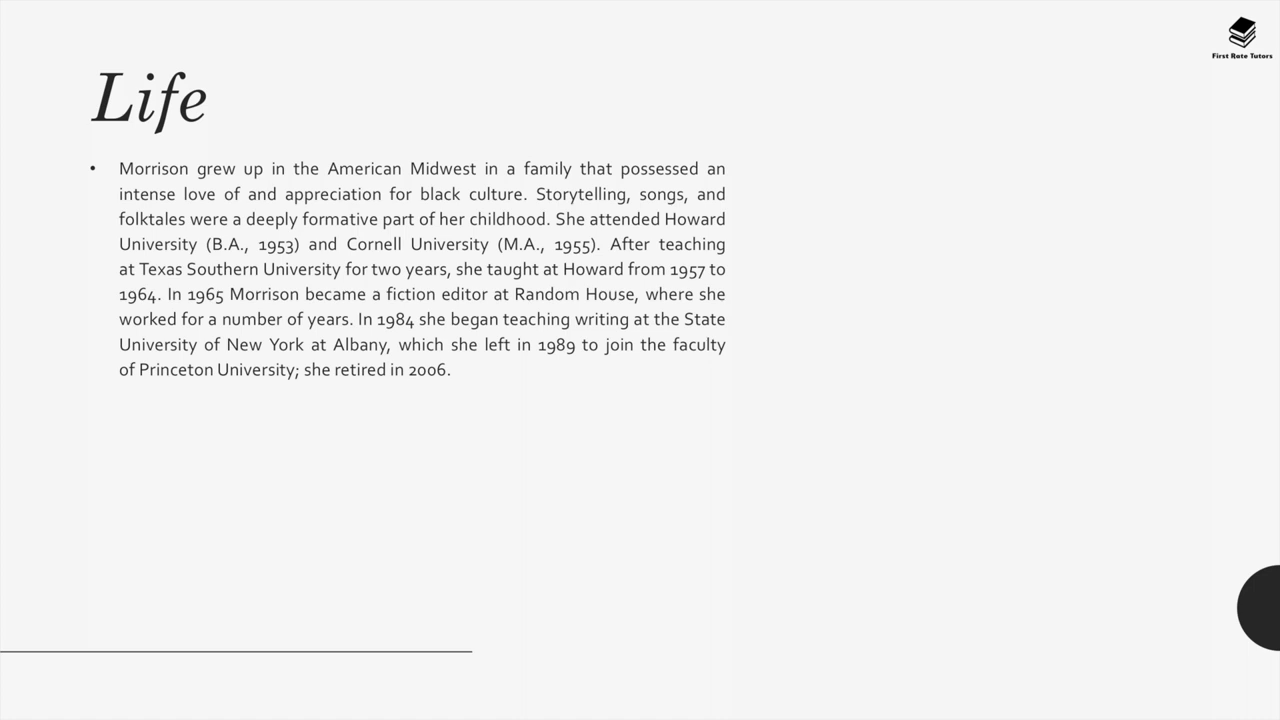 First Rate Tutors
Life
• Morrison grew up in the American Midwest in a family that possessed an
intense love of and appreciation for black culture. Storytelling, songs, and
folktales were a deeply formative part of her childhood. She attended Howard
University (B.A., 1953) and Cornell University (M.A., 1955). After teaching
at Texas Southern University for two years, she taught at Howard from 1957 to
1964. In 1965 Morrison became a fiction editor at Random House, where she
worked for a number of years. In 1984 she began teaching writing at the State
University of New York at Albany, which she left in 1989 to join the faculty
of Princeton University; she retired in 2006.